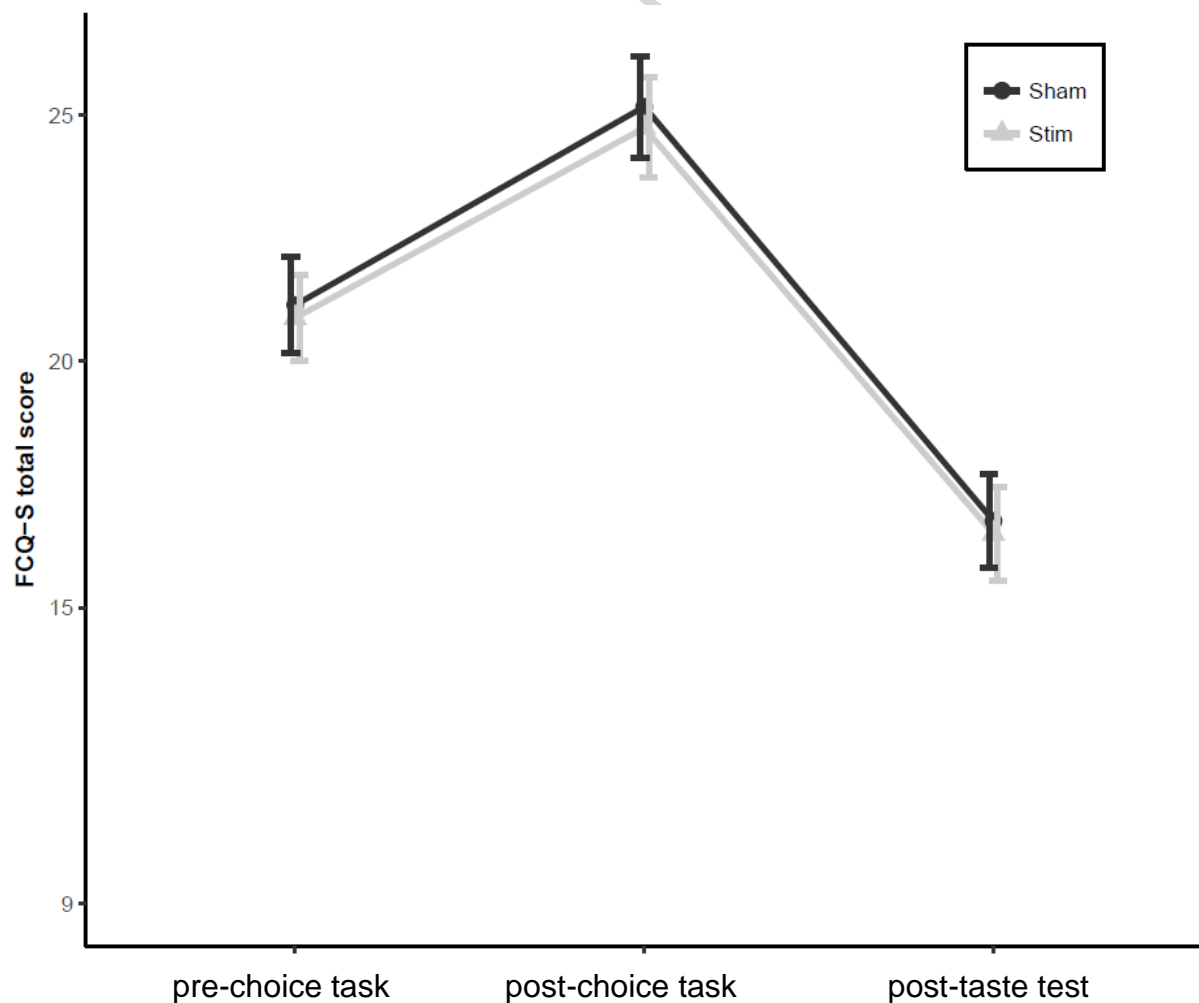 Sham
Stim
25
20
15
9
FCQ−S total score
pre-choice task
post-choice task
post-taste test